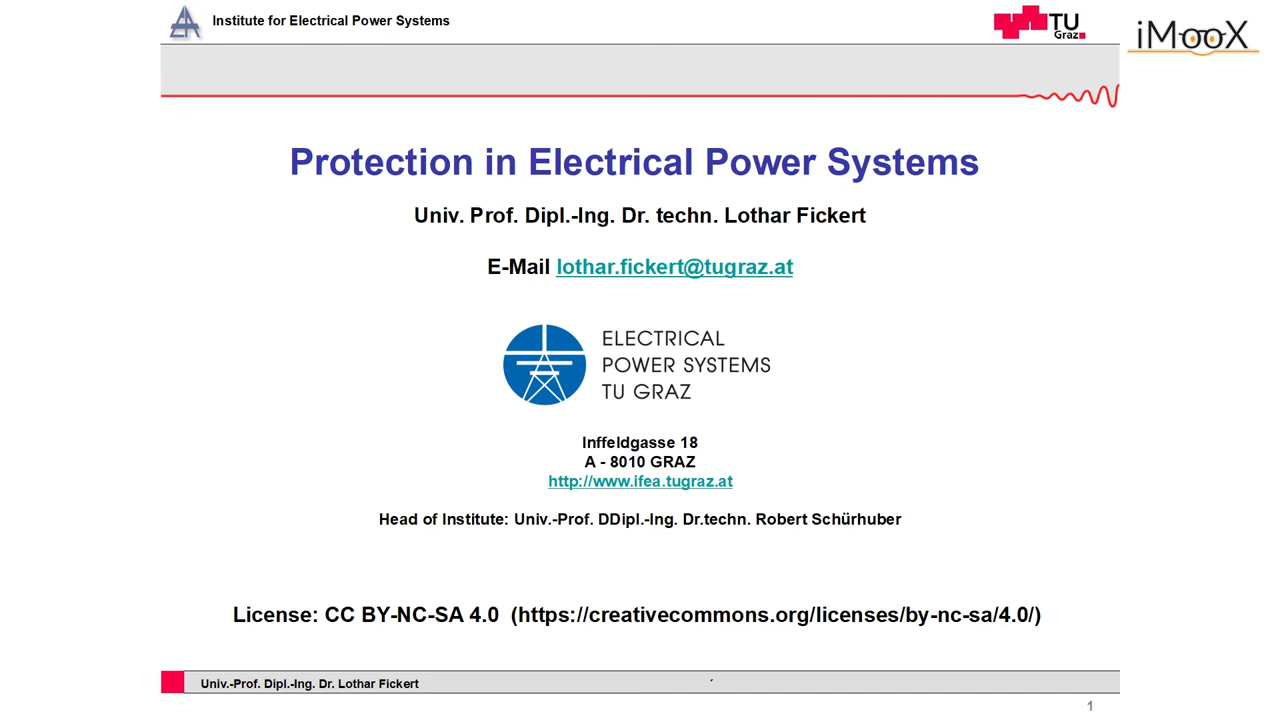 Institute for Electrical Power Systems
TU
Graz
iMooX
Protection in Electrical Power Systems
Univ. Prof. Dipl.-Ing. Dr. techn. Lothar Fickert
E-Mail lothar.fickert@tugraz.at
ELECTRICAL
POWER SYSTEMS
TU GRAZ
Inffeldgasse 18
A - 8010 GRAZ
http://www.ifea.tugraz.at
Head of Institute: Univ.-Prof. DDipl.-Ing. Dr.techn. Robert Schürhuber
License: CC BY-NC-SA 4.0 (https://creativecommons.org/licenses/by-nc-sa/4.0/)
Univ.-Prof. Dipl.-Ing. Dr. Lothar Fickert
1